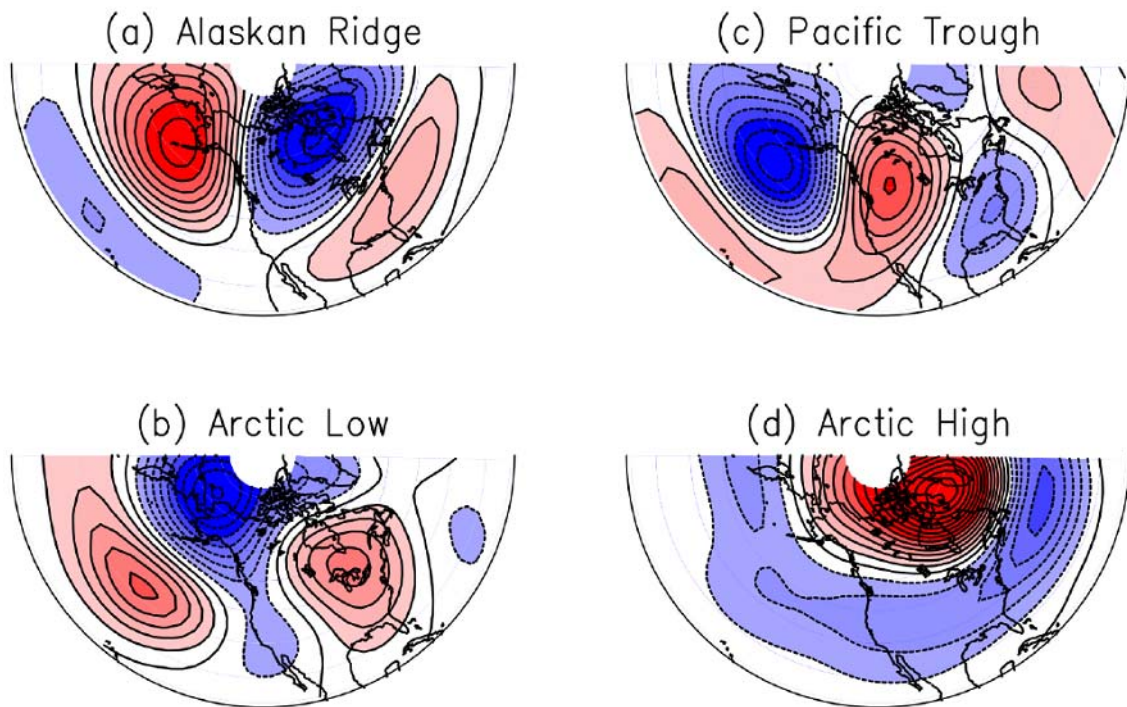 (a) Alaskan Ridge
(c) Pacific Trough
(b) Arctic Low
(d) Arctic High